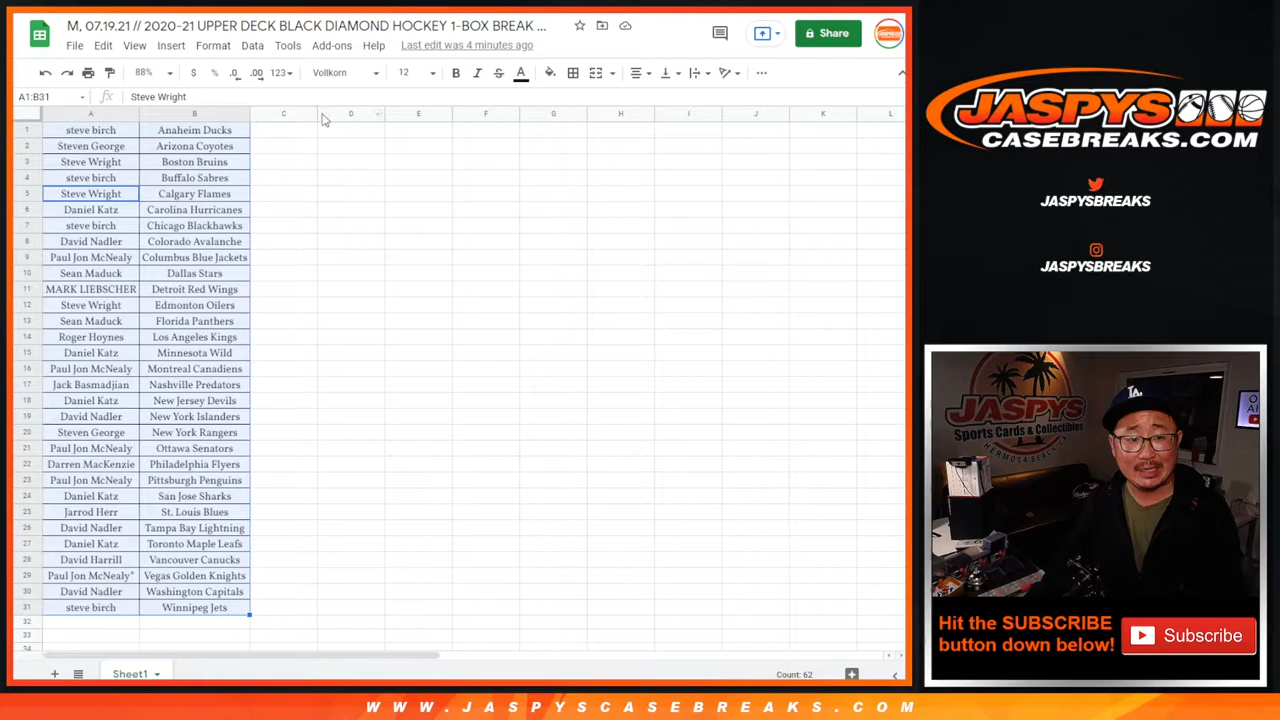 M, 07.19.21 // 2020-21 UPPER DECK BLACK DIAMOND HOCKEY 1-BOX BREAK ...
File Edit View Insert Format Data Tools Add-ons Help Last edit was 4 minutes ago
Share
88% $ % .0 .00 123 Vollkorn 12 B I S A
A1:B31 fx Steve Wright
A B C D E F G H I J K L
1 steve birch Anaheim Ducks
2 Steven George Arizona Coyotes
3 Steve Wright Boston Bruins
4 steve birch Buffalo Sabres
5 Steve Wright Calgary Flames
6 Daniel Katz Carolina Hurricanes
7 steve birch Chicago Blackhawks
8 David Nadler Colorado Avalanche
9 Paul Jon McNealy Columbus Blue Jackets
10 Sean Maduck Dallas Stars
11 MARK LIEBSCHER Detroit Red Wings
12 Steve Wright Edmonton Oilers
13 Sean Maduck Florida Panthers
14 Roger Hoynes Los Angeles Kings
15 Daniel Katz Minnesota Wild
16 Paul Jon McNealy Montreal Canadiens
17 Jack Basmadjian Nashville Predators
18 Daniel Katz New Jersey Devils
19 David Nadler New York Islanders
20 Steven George New York Rangers
21 Paul Jon McNealy Ottawa Senators
22 Darren MacKenzie Philadelphia Flyers
23 Paul Jon McNealy Pittsburgh Penguins
24 Daniel Katz San Jose Sharks
25 Jarrod Herr St. Louis Blues
26 David Nadler Tampa Bay Lightning
27 Daniel Katz Toronto Maple Leafs
28 David Harrill Vancouver Canucks
29 Paul Jon McNealy* Vegas Golden Knights
30 David Nadler Washington Capitals
31 steve birch Winnipeg Jets
32
33
34
Sheet1
Count: 62
JASPYS
CASEBREAKS.COM
JASPYSBREAKS
JASPYSBREAKS
JASPYS
Sports Cards & Collectibles
HERMOSA BEACH, CA
LA
Hit the SUBSCRIBE
button down below!
Subscribe
WWW.JASPYSCASEBREAKS.COM